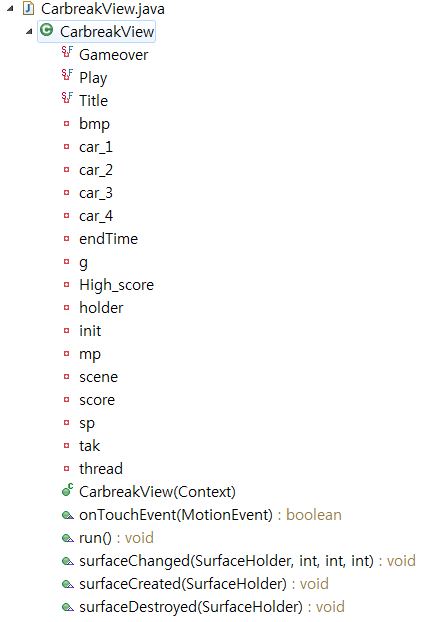 CarbreakView.java
CarbreakView
Gameover
Play
Title
bmp
car_1
car_2
car_3
car_4
endTime
g
High_score
holder
init
mp
scene
score
sp
tak
thread
CarbreakView(Context)
onTouchEvent(MotionEvent) : boolean
run() : void
surfaceChanged(SurfaceHolder, int, int, int) : void
surfaceCreated(SurfaceHolder) : void
surfaceDestroyed(SurfaceHolder) : void